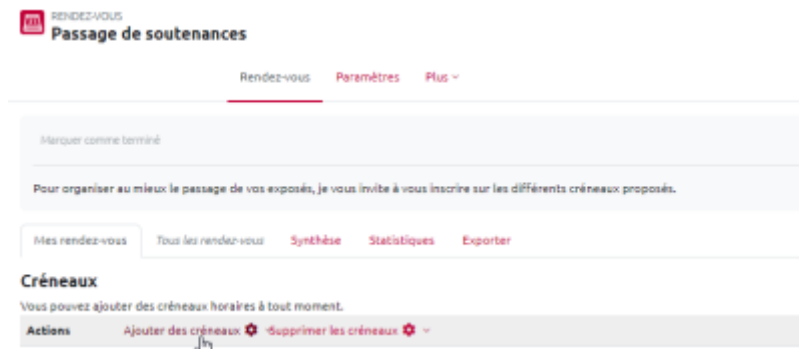 RENDEZ-VOUS
Passage de soutenances
Rendez-vous Paramètres Plus
Marquer comme terminé
Pour organiser au mieux le passage de vos exposés, je vous invite à vous inscrire sur les différents créneaux proposés.
Mes rendez-vous Tous les rendez-vous Synthèse Statistiques Exporter
Créneaux
Vous pouvez ajouter des créneaux horaires à tout moment.
Actions Ajouter des créneaux Supprimer les créneaux